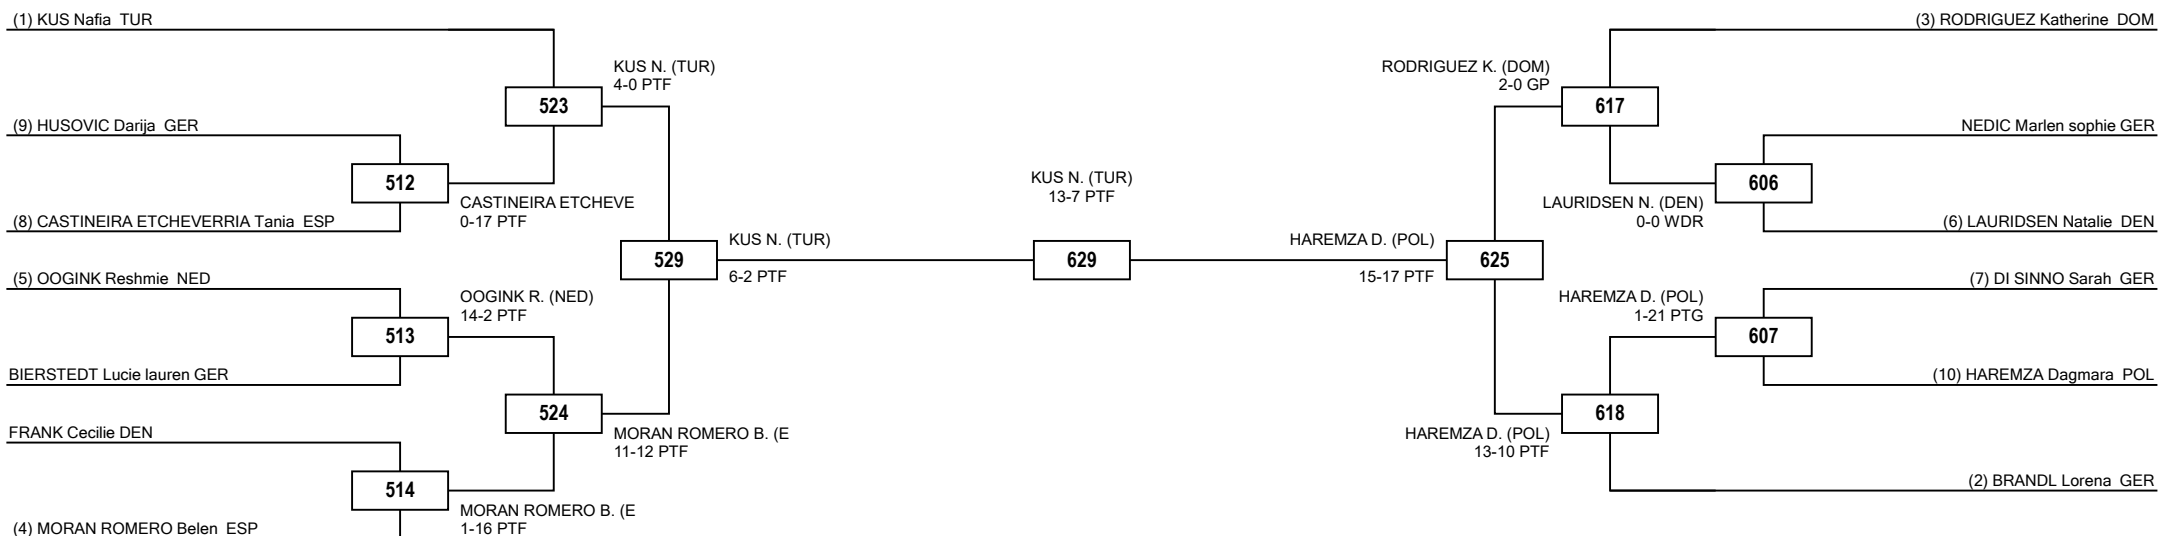 (1) KUS Nafia TUR
(3) RODRIGUEZ Katherine DOM
KUS N. (TUR)
4-0 PTF
RODRIGUEZ K. (DOM)
2-0 GP
523
617
(9) HUSOVIC Darija GER
NEDIC Marlen sophie GER
512
KUS N. (TUR)
13-7 PTF
606
CASTINEIRA ETCHEVE
0-17 PTF
LAURIDSEN N. (DEN)
0-0 WDR
(8) CASTINEIRA ETCHEVERRIA Tania ESP
(6) LAURIDSEN Natalie DEN
529
KUS N. (TUR)
6-2 PTF
629
HAREMZA D. (POL)
15-17 PTF
625
(5) OOGINK Reshmie NED
(7) DI SINNO Sarah GER
OOGINK R. (NED)
14-2 PTF
HAREMZA D. (POL)
1-21 PTG
513
607
BIERSTEDT Lucie lauren GER
(10) HAREMZA Dagmara POL
524
618
FRANK Cecilie DEN
MORAN ROMERO B. (E
11-12 PTF
HAREMZA D. (POL)
13-10 PTF
514
(2) BRANDL Lorena GER
MORAN ROMERO B. (E
1-16 PTF
(4) MORAN ROMERO Belen ESP